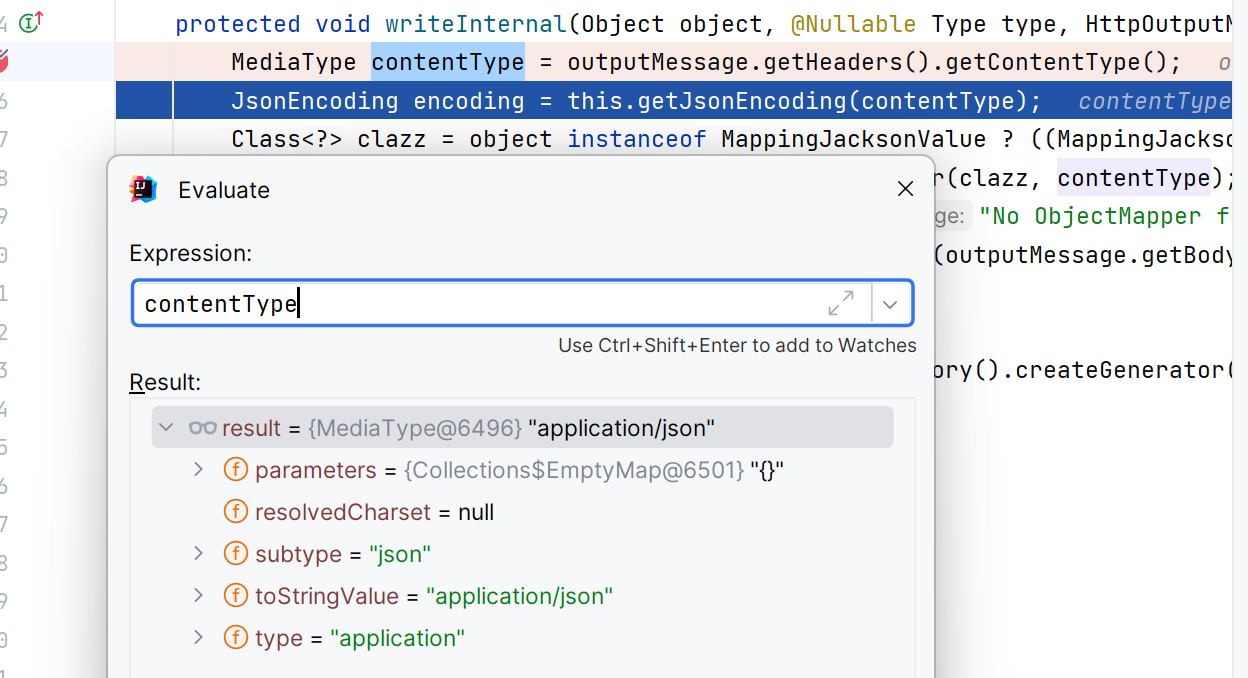 4 protected void writeInternal(Object object, @Nullable Type type, HttpOutputM
MediaType contentType = outputMessage.getHeaders().getContentType(); o
6 JsonEncoding encoding = this.getJsonEncoding(contentType); contentType
7 Class<?> clazz = object instanceof MappingJacksonValue ? ((MappingJackso
8 r(clazz, contentType);
9 ge: "No ObjectMapper f
0 (outputMessage.getBody
1
2
3 ory().createGenerator(
4
5
6
7
8
9
0
1
Evaluate
Expression:
contentType
Use Ctrl+Shift+Enter to add to Watches
Result:
result = {MediaType@6496} "application/json"
f parameters = {Collections$EmptyMap@6501} "{}"
f resolvedCharset = null
f subtype = "json"
f toStringValue = "application/json"
f type = "application"